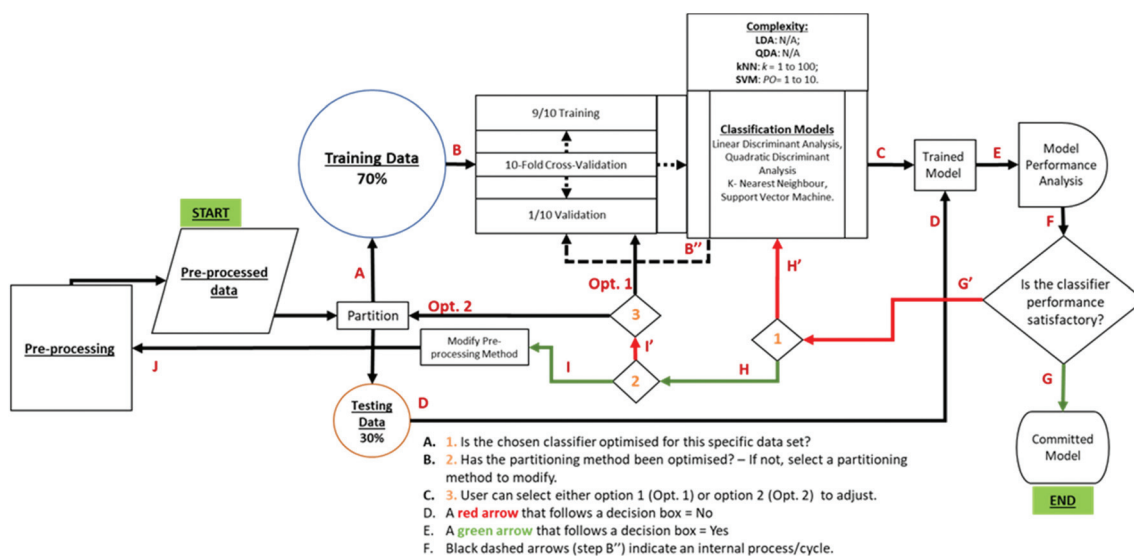 Complexity:
LDA: N/A;
QDA: N/A;
kNN: k = 1 to 100;
SVM: PO= 1 to 10.
Training Data
70%
B
9/10 Training
10-Fold Cross-Validation
1/10 Validation
Classification Models
Linear Discriminant Analysis,
Quadratic Discriminant
Analysis
K- Nearest Neighbour,
Support Vector Machine.
C
Trained
Model
E
Model
Performance
Analysis
START
Pre-processed
data
A
B’’
D
F
H’
Opt. 1
G’
Is the classifier
performance
satisfactory?
Pre-processing
Partition
Opt. 2
3
1
J
Modify Pre-
processing Method
I
I’
H
2
G
Testing
Data
30%
D
Committed
Model
END
A. 1. Is the chosen classifier optimised for this specific data set?
B. 2. Has the partitioning method been optimised? – If not, select a partitioning
method to modify.
C. 3. User can select either option 1 (Opt. 1) or option 2 (Opt. 2) to adjust.
D. A red arrow that follows a decision box = No
E. A green arrow that follows a decision box = Yes
F. Black dashed arrows (step B’’) indicate an internal process/cycle.